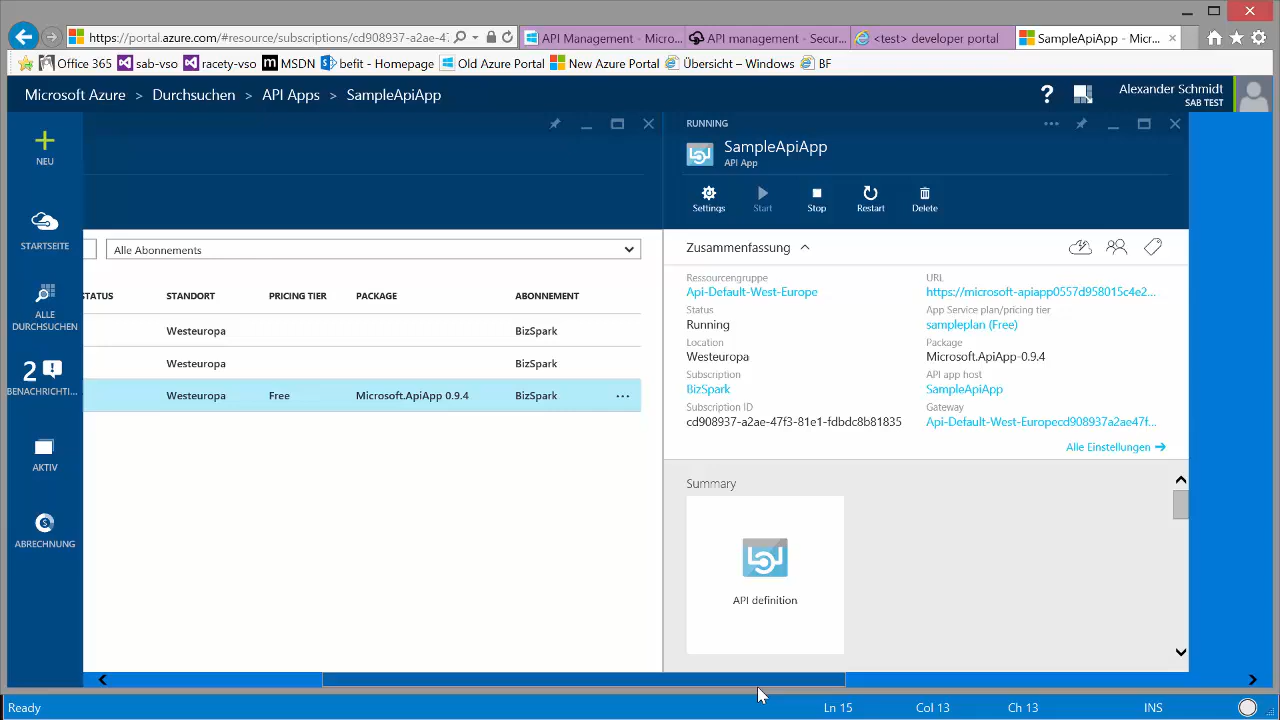 https://portal.azure.com/#resource/subscriptions/cd908937-a2ae-47
API Management - Micro...
API management - Secur...
<test> developer portal
SampleApiApp - Micr...
Office 365
sab-vso
racety-vso
MSDN
befit - Homepage
Old Azure Portal
New Azure Portal
Übersicht – Windows
BF
Microsoft Azure > Durchsuchen > API Apps > SampleApiApp
?
Alexander Schmidt
SAB TEST
NEU
STARTSEITE
ALLE
DURCHSUCHEN
2
BENACHRICHTI...
AKTIV
ABRECHNUNG
Alle Abonnements
STATUS STANDORT PRICING TIER PACKAGE ABONNEMENT
Westeuropa BizSpark
Westeuropa BizSpark
Westeuropa Free Microsoft.ApiApp 0.9.4 BizSpark ...
RUNNING
SampleApiApp
API App
Settings Start Stop Restart Delete
Zusammenfassung
Ressourcengruppe
Api-Default-West-Europe
Status
Running
Location
Westeuropa
Subscription
BizSpark
Subscription ID
cd908937-a2ae-47f3-81e1-fdbdc8b81835
URL
https://microsoft-apiapp0557d958015c4e2...
App Service plan/pricing tier
sampleplan (Free)
Package
Microsoft.ApiApp-0.9.4
API app host
SampleApiApp
Gateway
Api-Default-West-Europecd908937a2ae47f...
Alle Einstellungen
Summary
API definition
Ready Ln 15 Col 13 Ch 13 INS